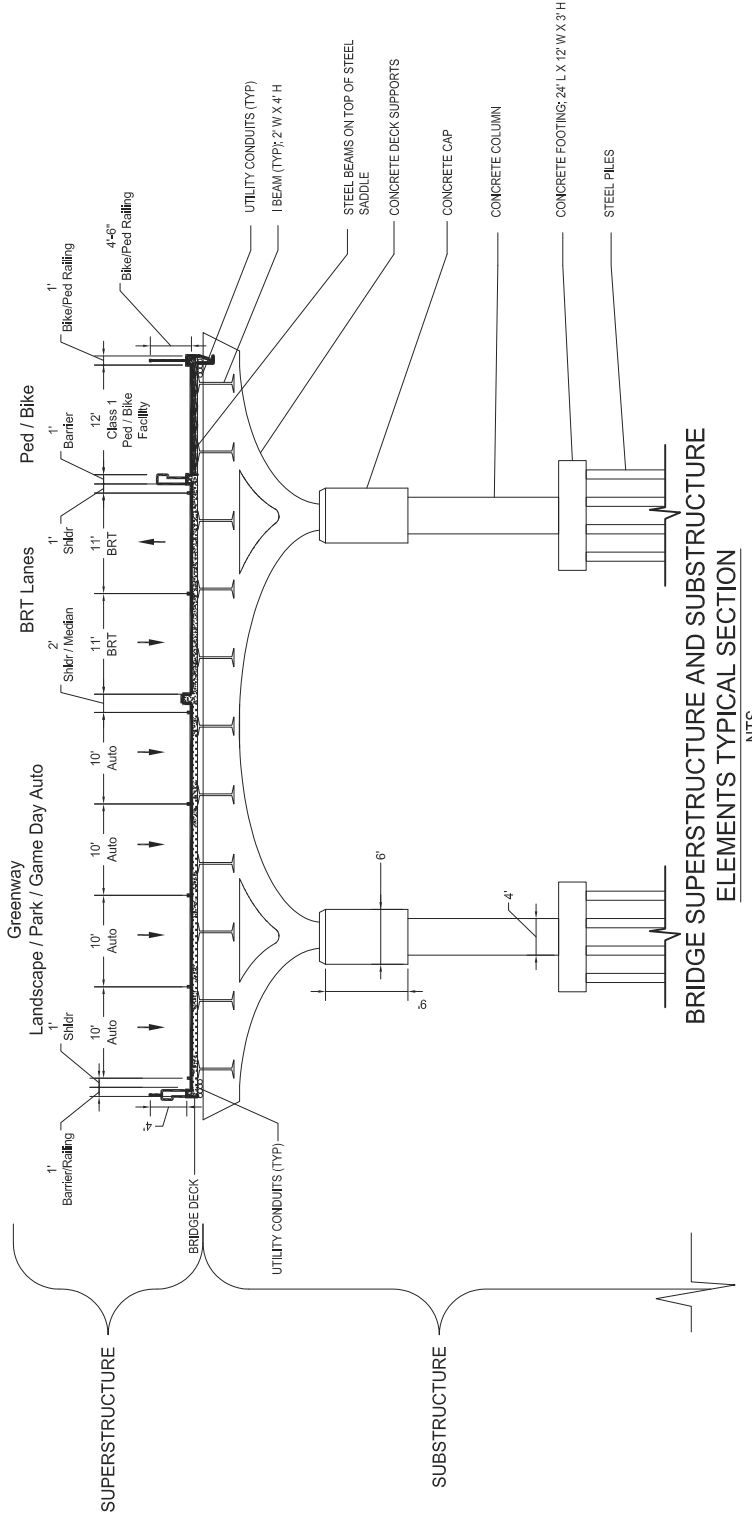 Greenway
Landscape / Park / Game Day Auto
BRT Lanes
Ped / Bike
1'
Barrier/Railing
1'
Shldr
10'
Auto
10'
Auto
10'
Auto
10'
Auto
2'
Shldr / Median
11'
BRT
11'
BRT
1'
Shldr
1'
Barrier
12'
Class 1
Ped / Bike
Facility
1'
Bike/Ped Railing
4'-6"
Bike/Ped Railing
4'
SUPERSTRUCTURE
BRIDGE DECK
UTILITY CONDUITS (TYP)
SUBSTRUCTURE
UTILITY CONDUITS (TYP)
I BEAM (TYP); 2' W X 4' H
STEEL BEAMS ON TOP OF STEEL
SADDLE
CONCRETE DECK SUPPORTS
CONCRETE CAP
CONCRETE COLUMN
CONCRETE FOOTING; 24' L X 12' W X 3' H
STEEL PILES
6'
9'
4'
BRIDGE SUPERSTRUCTURE AND SUBSTRUCTURE
ELEMENTS TYPICAL SECTION
NTS